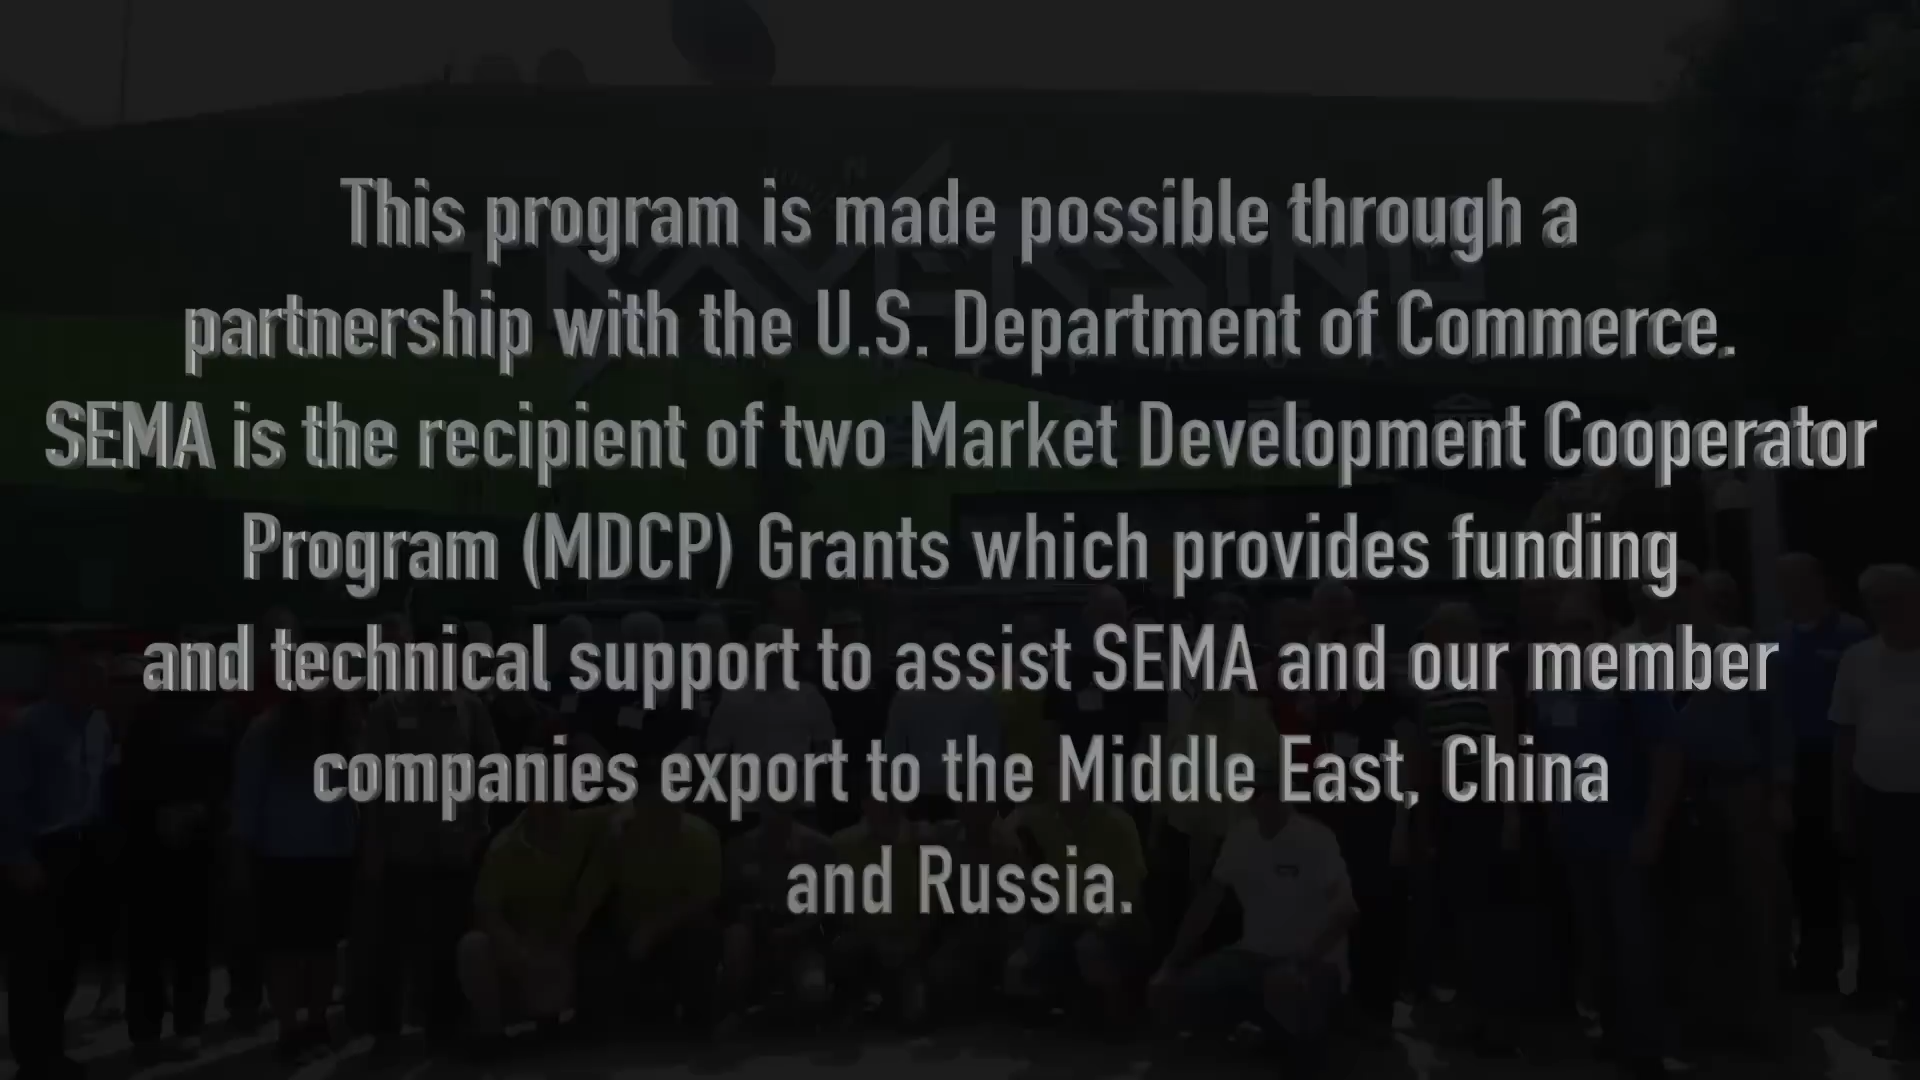 This program is made possible through a
partnership with the U.S. Department of Commerce.
SEMA is the recipient of two Market Development Cooperator
Program (MDCP) Grants which provides funding
and technical support to assist SEMA and our member
companies export to the Middle East, China
and Russia.